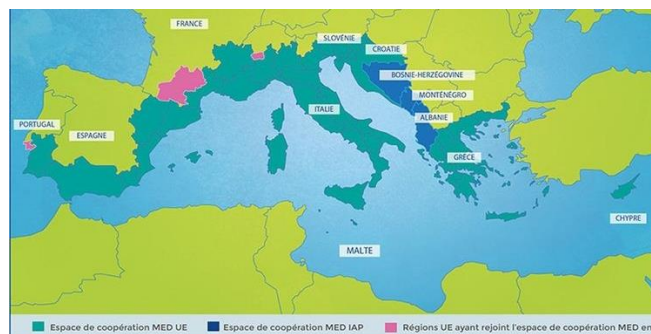 FRANCE
SLOVÉNIE
CROATIE
BOSNIE-HERZÉGOVINE
MONTÉNÉGRO
ITALIE
ALBANIE
PORTUGAL
ESPAGNE
GRÈCE
CHYPRE
MALTE
Espace de coopération MED UE
Espace de coopération MED IAP
Régions UE ayant rejoint l'espace de coopération MED en